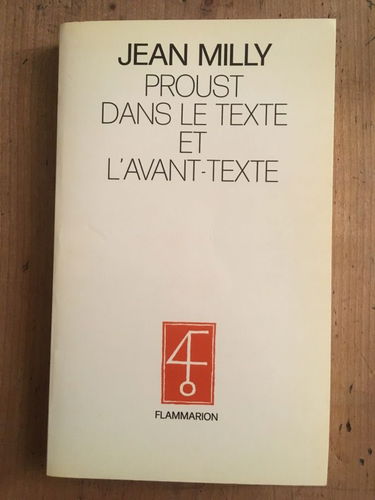 JEAN MILLY
PROUST
DANS LE TEXTE
ET
L'AVANT-TEXTE
FLAMMARION